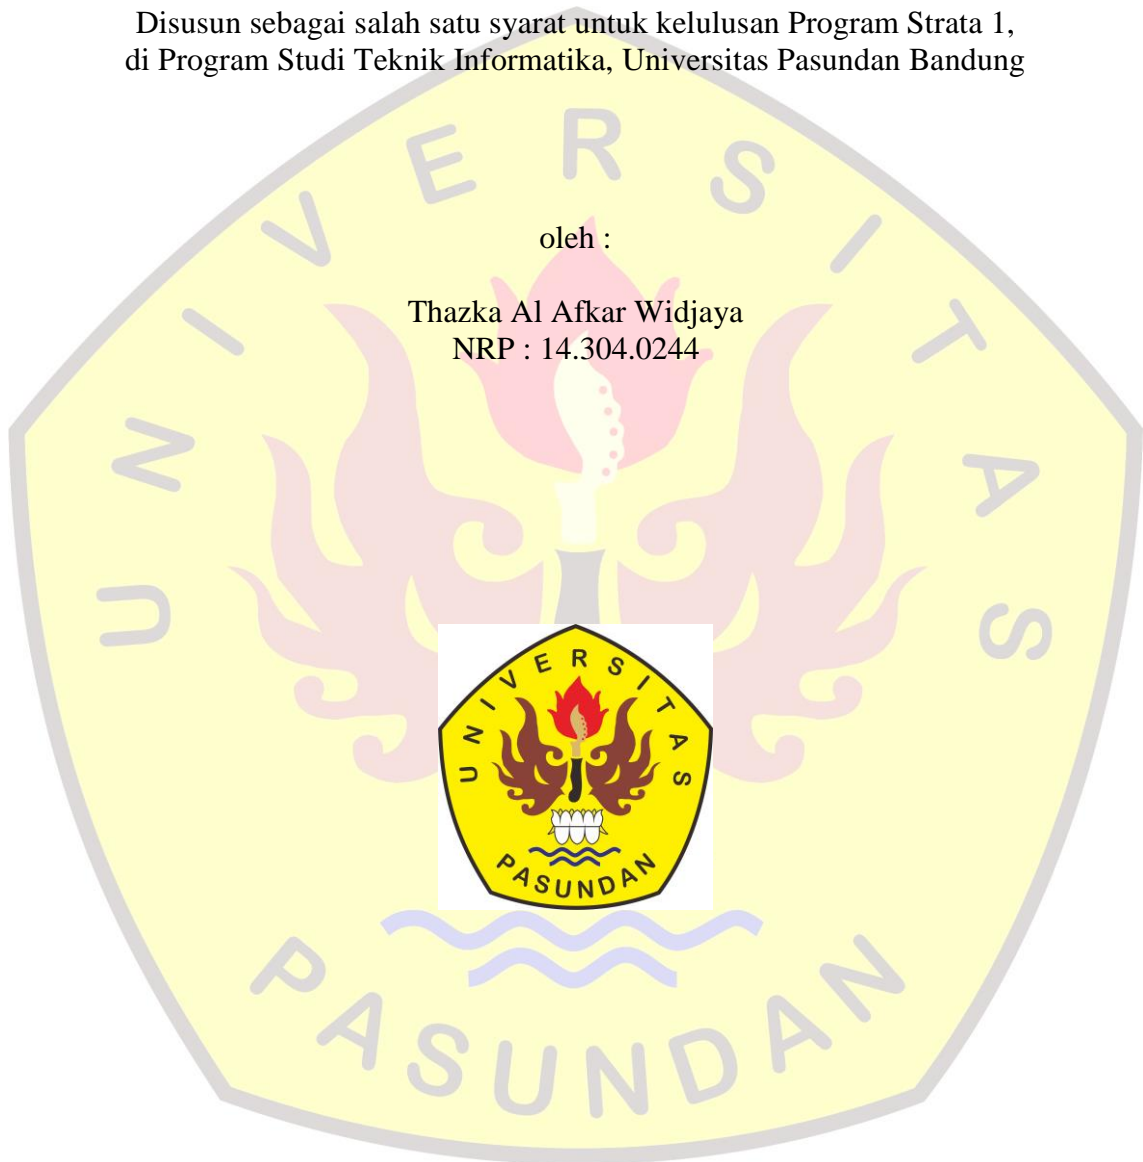 Disusun sebagai salah satu syarat untuk kelulusan Program Strata 1,
di Program Studi Teknik Informatika, Universitas Pasundan Bandung
oleh :
Thazka Al Afkar Widjaya
NRP : 14.304.0244
UNIVERSITAS
PASUNDAN
UNIVERSITAS
PASUNDAN